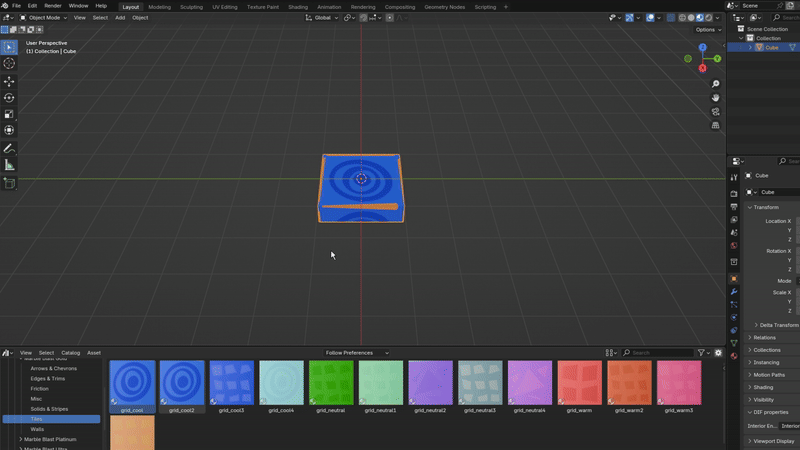 File Edit Render Window Help Layout Modeling Sculpting UV Editing Texture Paint Shading Animation Rendering Compositing Geometry Nodes Scripting + Scene
Object Mode View Select Add Object Global
Options
User Perspective
(1) Collection | Cube
Z
Y
X
Scene Collection
Collection
Cube
Search
Cube
Cube
Transform
Location X
Y
Z
Rotation X
Y
Z
Mode
Scale X
Y
Z
Delta Transform
Relations
Collections
Instancing
Motion Paths
Shading
Visibility
DIF properties
Interior En... Interior
Viewport Display
View Select Catalog Asset Follow Preferences Search
Marble Blast Gold
Arrows & Chevrons
Edges & Trims
Friction
Misc
Solids & Stripes
Tiles
Walls
Marble Blast Platinum
Marble Blast Ultra
grid_cool grid_cool2 grid_cool3 grid_cool4 grid_neutral grid_neutral1 grid_neutral2 grid_neutral3 grid_neutral4 grid_warm grid_warm2 grid_warm3